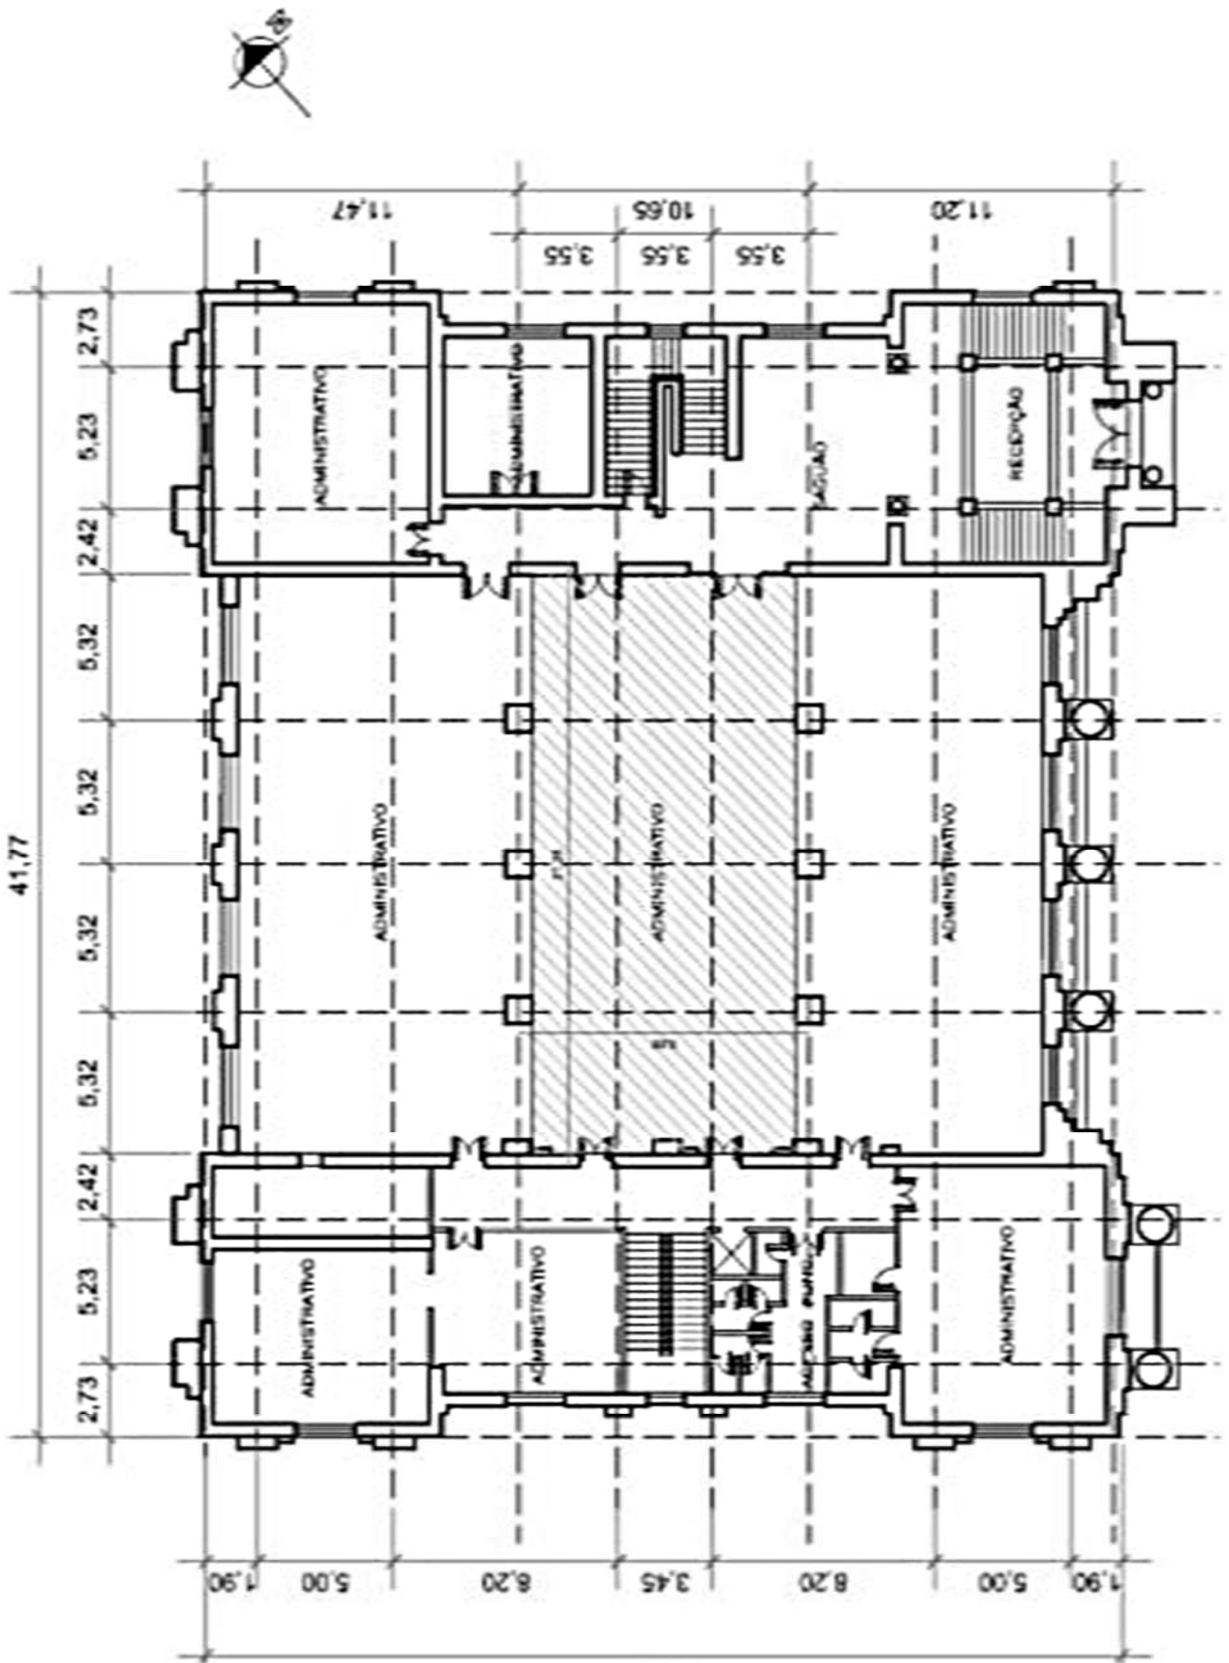 11,47
10,65
11,20
3,55
3,55
3,55
2,73
5,23
2,42
5,32
5,32
5,32
5,32
2,42
5,23
2,73
41,77
ADMINISTRATIVO
ADMINISTRATIVO
SAGUÃO
RECEPÇÃO
ADMINISTRATIVO
ADMINISTRATIVO
ADMINISTRATIVO
ADMINISTRATIVO
ADMINISTRATIVO
ADMINISTRATIVO
1,90
5,00
8,20
3,45
8,20
5,00
1,90